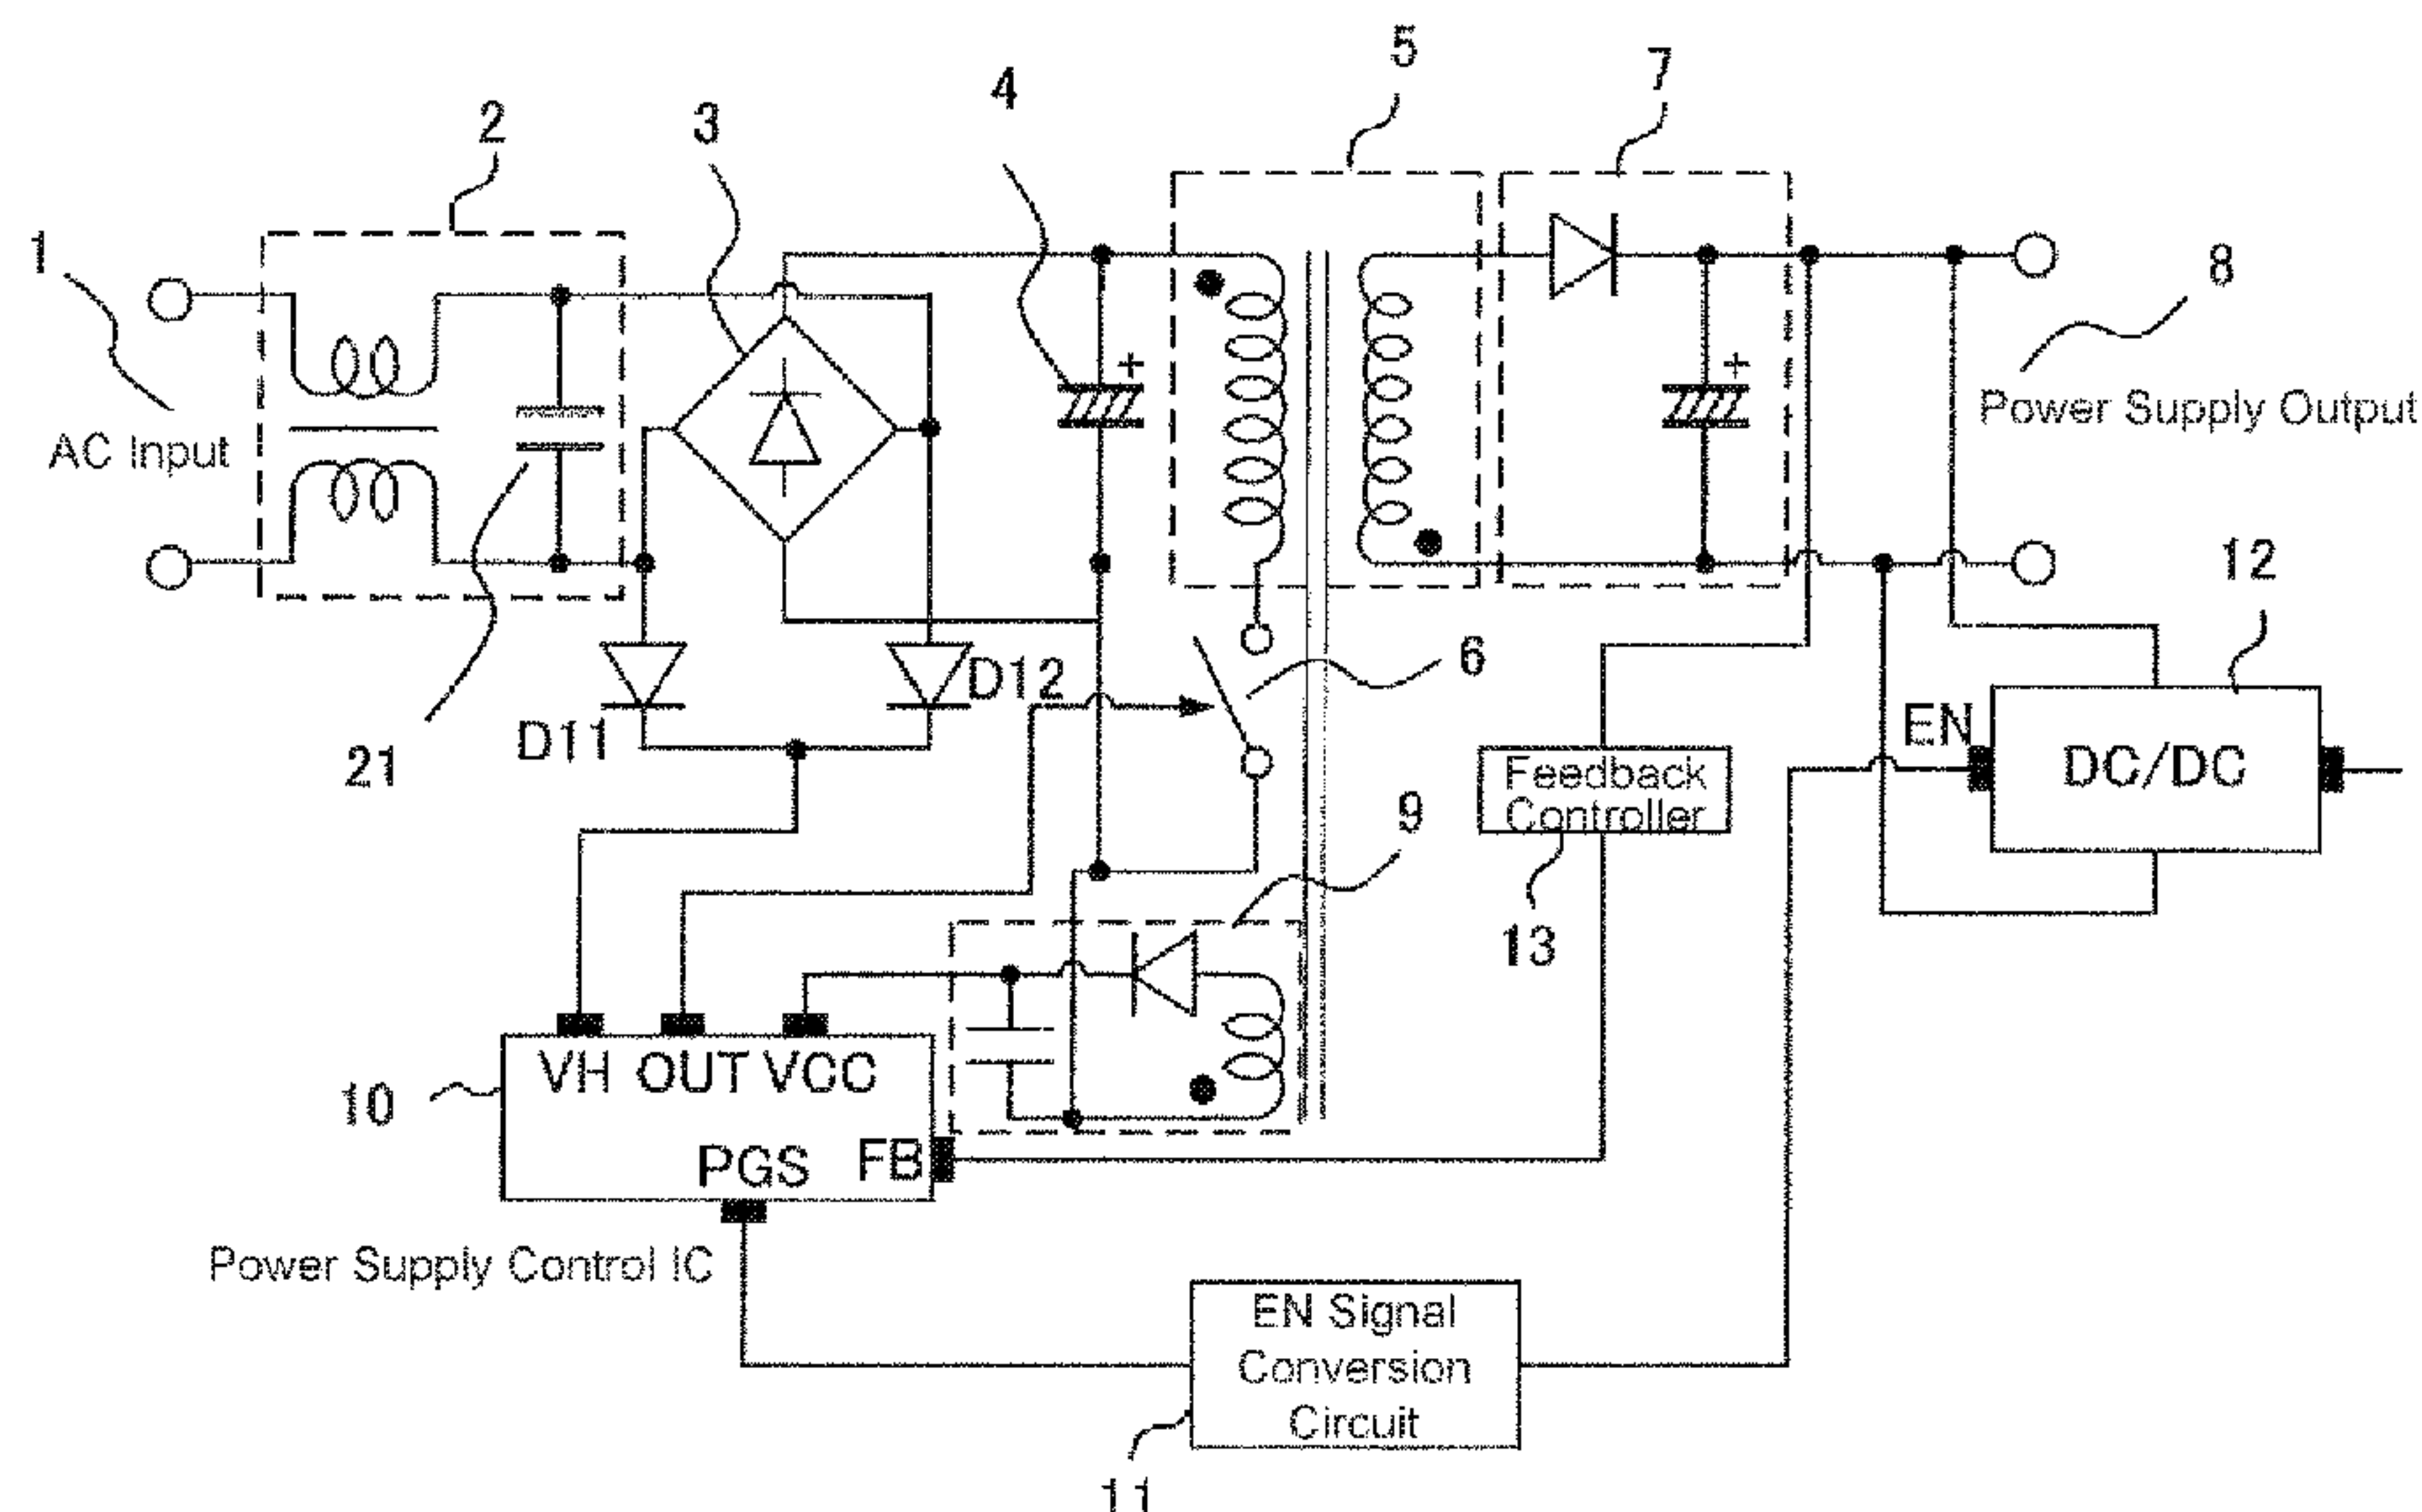 5
7
4
2
3
1
8
+
+
Power Supply Output
AC Input
12
6
D12
EN
D11
21
DC/DC
Feedback
Controller
9
13
VH OUT VCC
10
PGS
FB
Power Supply Control IC
EN Signal
Conversion
Circuit
11